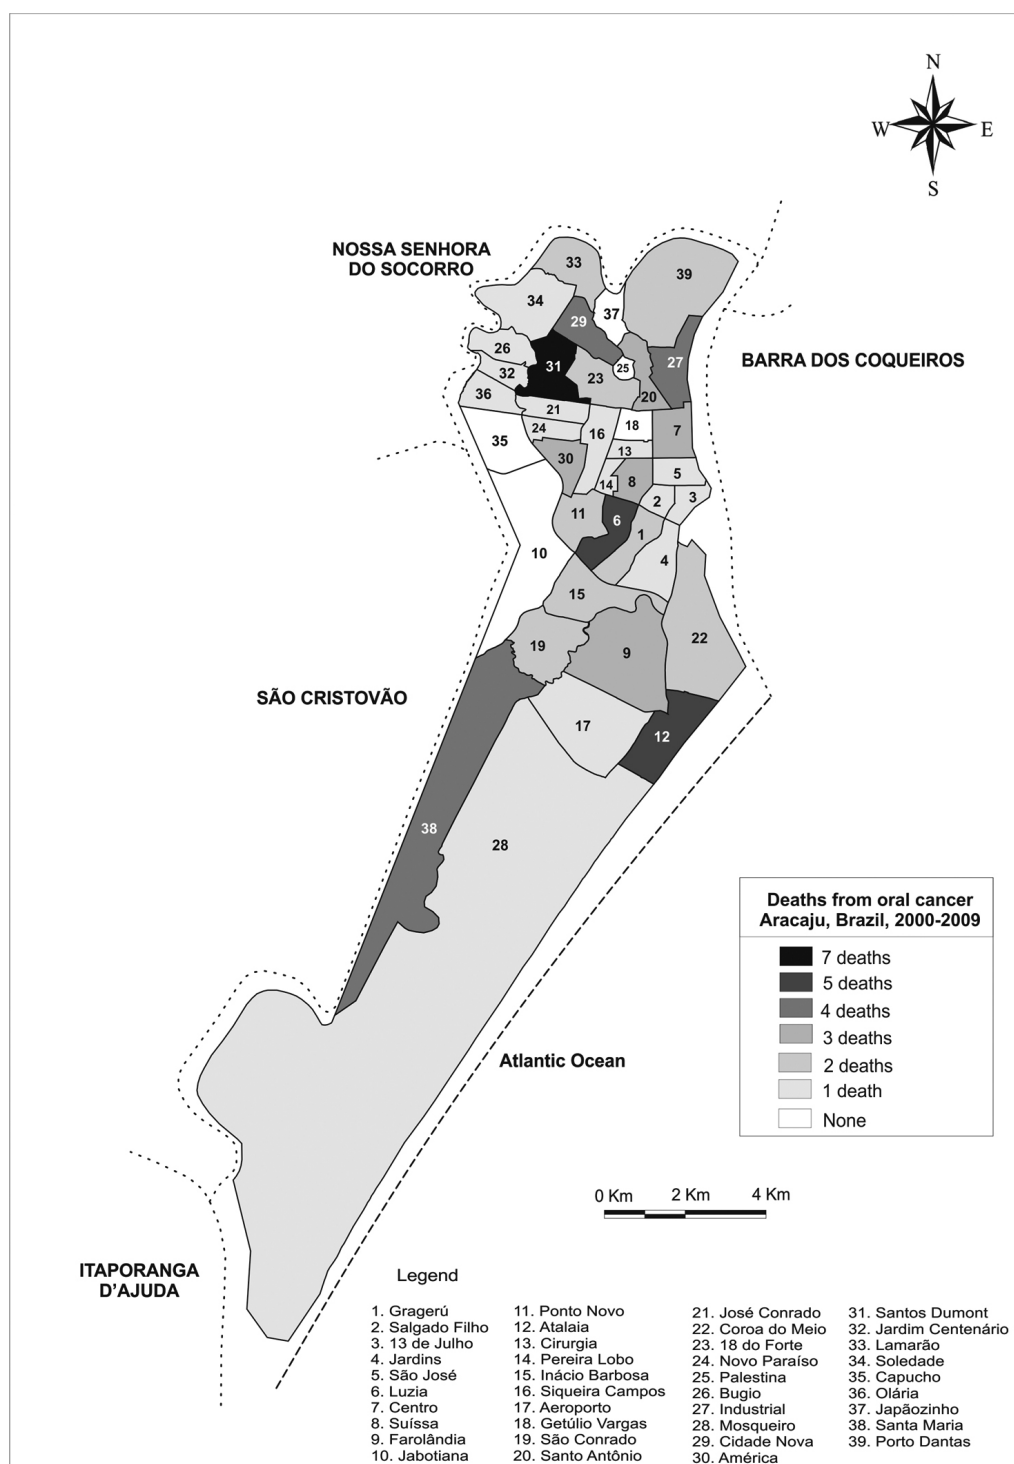 N
W
E
S
NOSSA SENHORA
DO SOCORRO
33
39
34
37
29
BARRA DOS COQUEIROS
26
31
27
25
32
23
36
20
21
18
7
24
16
35
13
30
5
8
14
2
3
11
6
1
10
4
15
22
19
9
SÃO CRISTOVÃO
17
12
38
28
Deaths from oral cancer
Aracaju, Brazil, 2000-2009
7 deaths
5 deaths
4 deaths
3 deaths
2 deaths
1 death
None
Atlantic Ocean
0 Km 2 Km 4 Km
ITAPORANGA
D'AJUDA
Legend
1. Gragerú
2. Salgado Filho
3. 13 de Julho
4. Jardins
5. São José
6. Luzia
7. Centro
8. Suíssa
9. Farolândia
10. Jabotiana
11. Ponto Novo
12. Atalaia
13. Cirurgia
14. Pereira Lobo
15. Inácio Barbosa
16. Siqueira Campos
17. Aeroporto
18. Getúlio Vargas
19. São Conrado
20. Santo Antônio
21. José Conrado
22. Coroa do Meio
23. 18 do Forte
24. Novo Paraíso
25. Palestina
26. Bugio
27. Industrial
28. Mosqueiro
29. Cidade Nova
30. América
31. Santos Dumont
32. Jardim Centenário
33. Lamarão
34. Soledade
35. Capucho
36. Olária
37. Japãozinho
38. Santa Maria
39. Porto Dantas